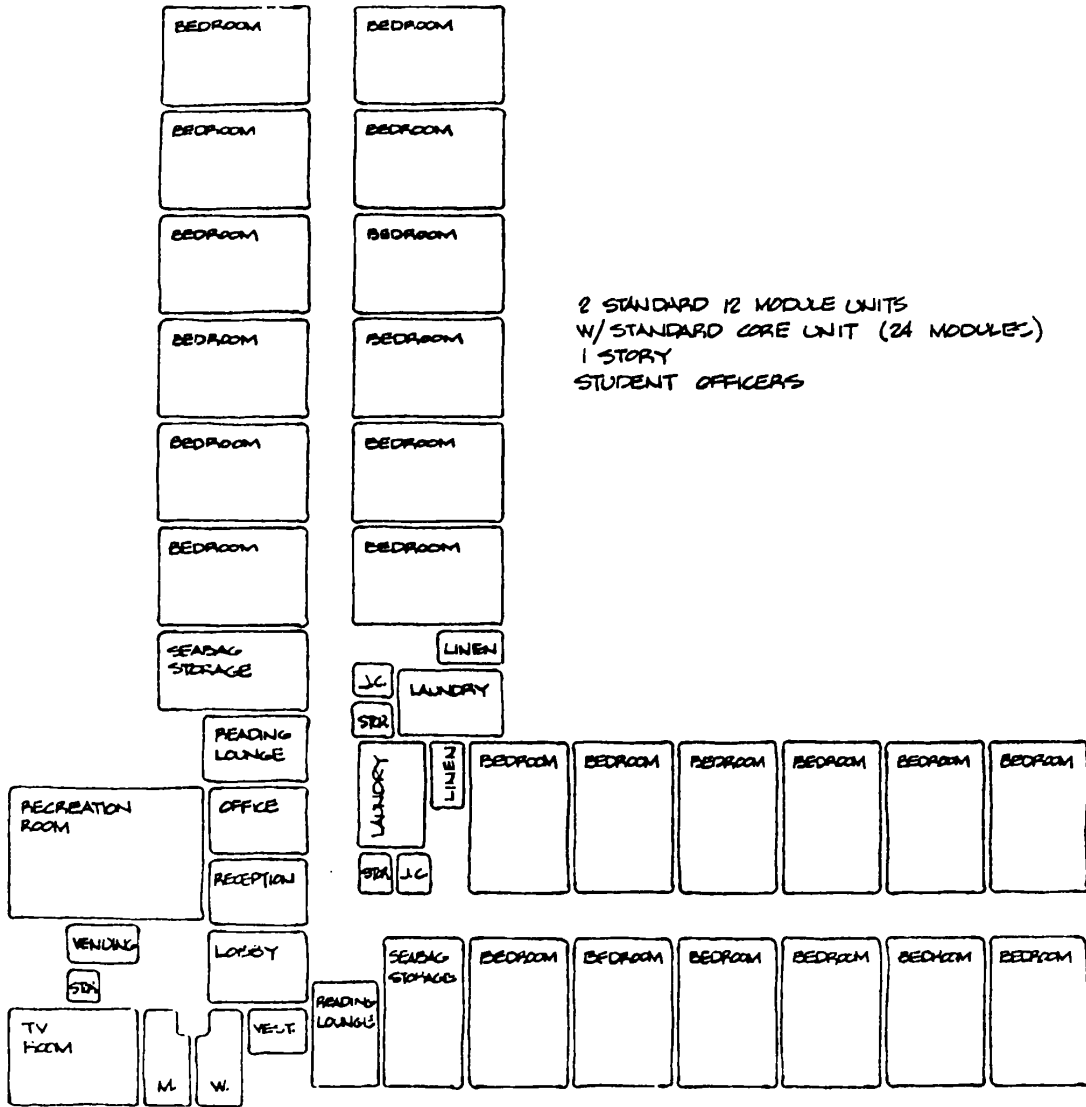 BEDROOM
BEDROOM
BEDROOM
BEDROOM
BEDROOM
BEDROOM
2 STANDARD 12 MODULE UNITS
W/ STANDARD CORE UNIT (24 MODULES)
1 STORY
STUDENT OFFICERS
BEDROOM
BEDROOM
BEDROOM
BEDROOM
BEDROOM
BEDROOM
SEABAG
STORAGE
LINEN
J.C.
LAUNDRY
STOR.
READING
LOUNGE
LAUNDRY
LINEN
BEDROOM
BEDROOM
BEDROOM
BEDROOM
BEDROOM
BEDROOM
RECREATION
ROOM
OFFICE
STOR.
J.C.
RECEPTION
VENDING
LOBBY
SEABAG
STORAGE
BEDROOM
BEDROOM
BEDROOM
BEDROOM
BEDROOM
BEDROOM
STOR.
READING
LOUNGE
TV
ROOM
M.
W.
VEST.